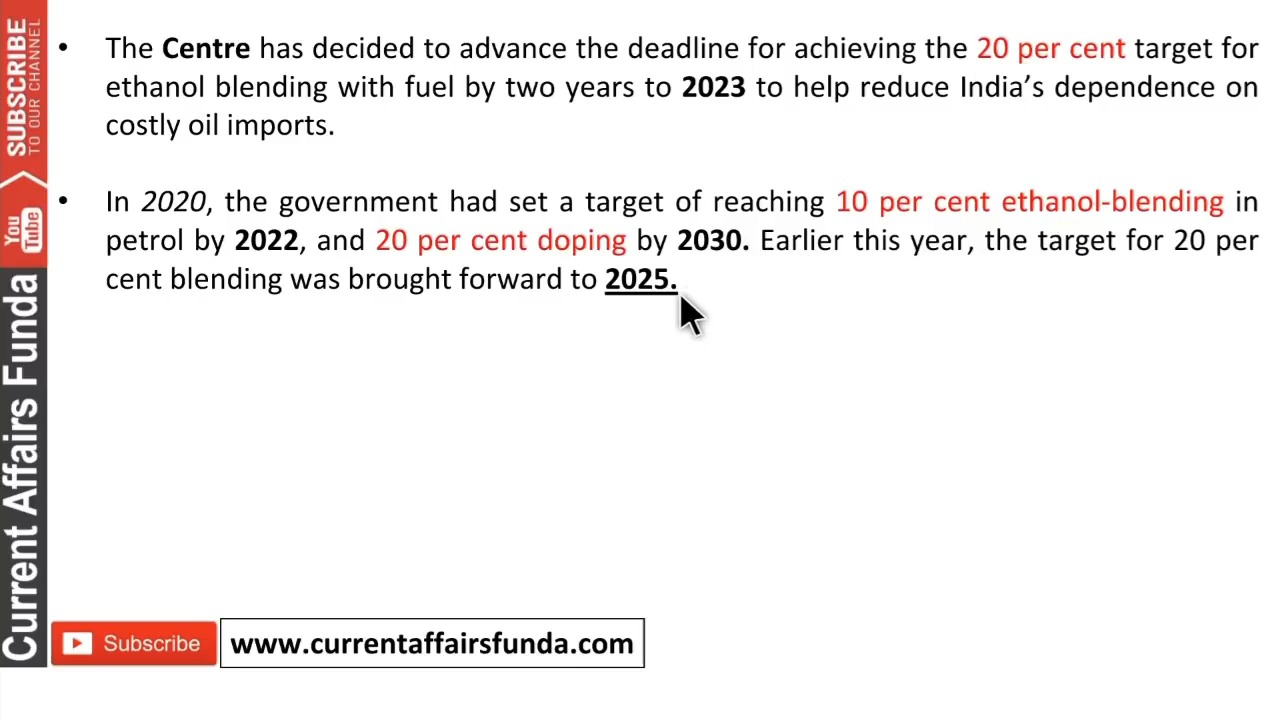 • The Centre has decided to advance the deadline for achieving the 20 per cent target for
ethanol blending with fuel by two years to 2023 to help reduce India’s dependence on
costly oil imports.
• In 2020, the government had set a target of reaching 10 per cent ethanol-blending in
petrol by 2022, and 20 per cent doping by 2030. Earlier this year, the target for 20 per
cent blending was brought forward to 2025.
SUBSCRIBE
TO OUR CHANNEL
You
Tube
Current Affairs Funda
Subscribe
www.currentaffairsfunda.com